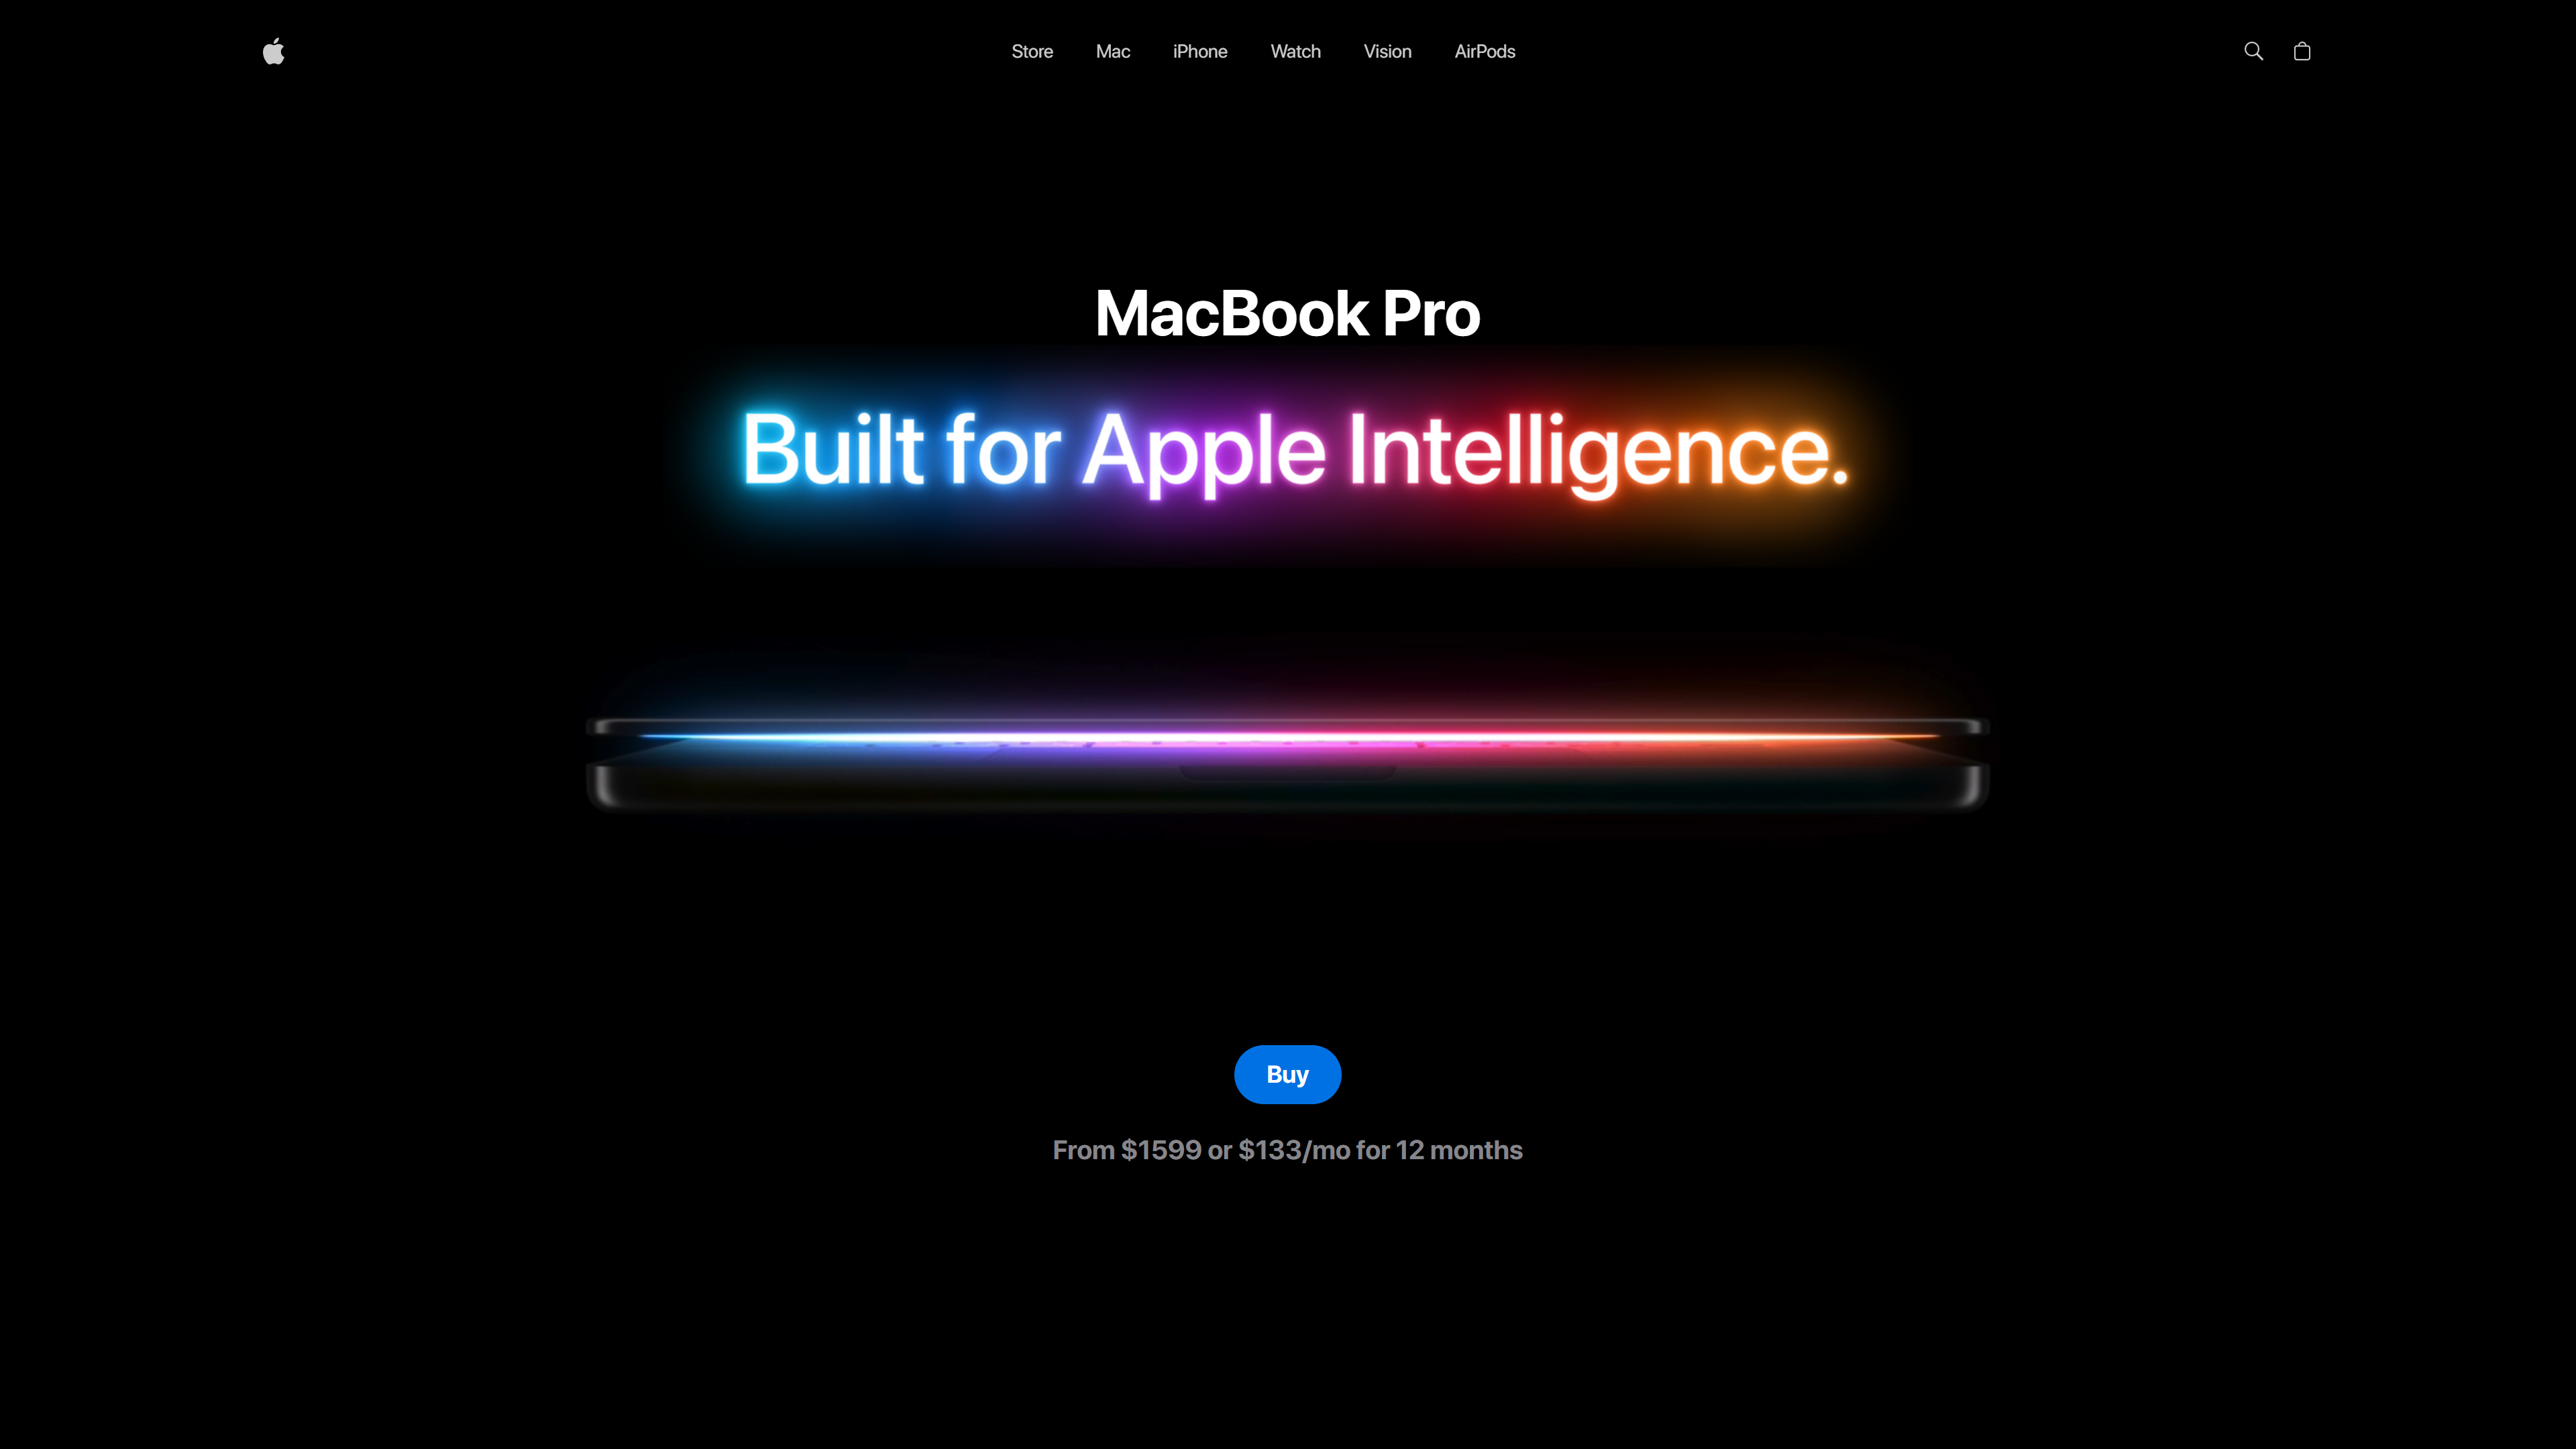 Store Mac iPhone Watch Vision AirPods
MacBook Pro
Built for Apple Intelligence.
Buy
From $1599 or $133/mo for 12 months